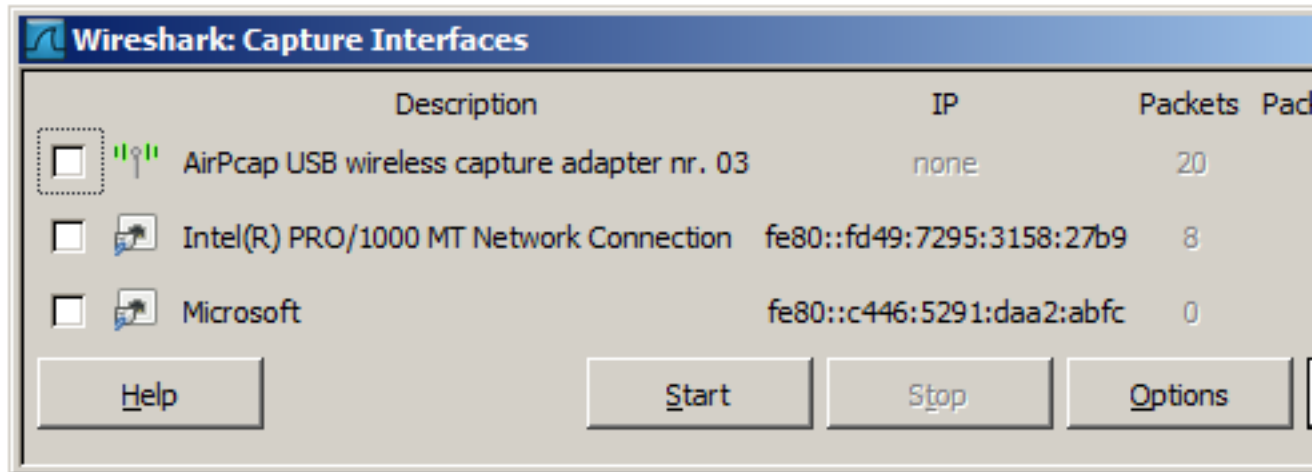 Wireshark: Capture Interfaces
Description IP Packets Pack
AirPcap USB wireless capture adapter nr. 03 none 20
Intel(R) PRO/1000 MT Network Connection fe80::fd49:7295:3158:27b9 8
Microsoft fe80::c446:5291:daa2:abfc 0
Help Start Stop Options